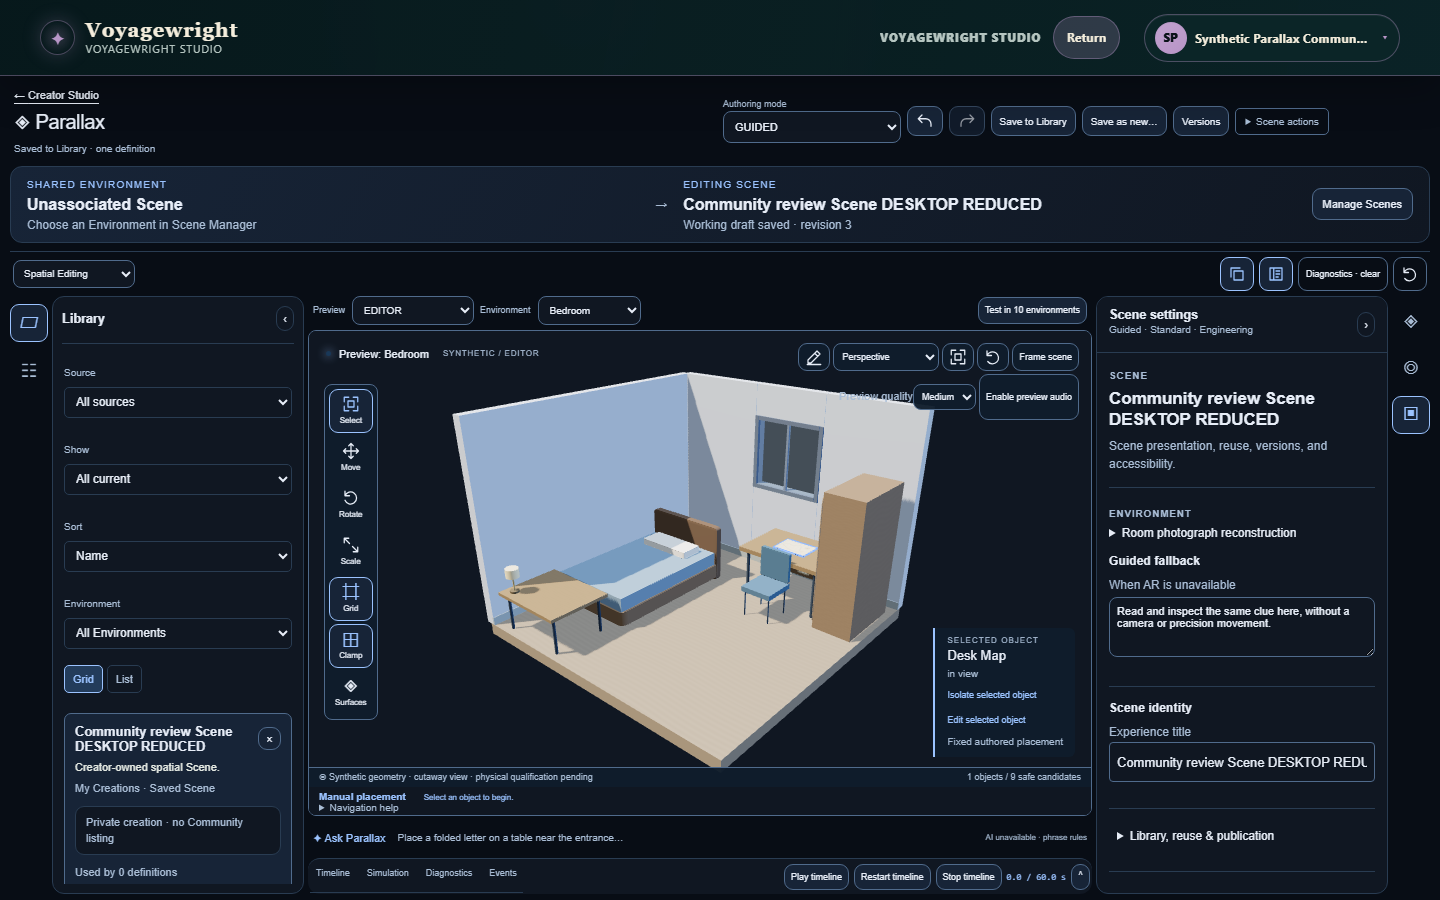 Voyagewright
VOYAGEWRIGHT STUDIO
VOYAGEWRIGHT STUDIO
Return
SP
Synthetic Parallax Commun...
← Creator Studio
Parallax
Saved to Library · one definition
Authoring mode
GUIDED
Save to Library
Save as new...
Versions
Scene actions
SHARED ENVIRONMENT
Unassociated Scene
Choose an Environment in Scene Manager
→
EDITING SCENE
Community review Scene DESKTOP REDUCED
Working draft saved · revision 3
Manage Scenes
Spatial Editing
Diagnostics · clear
Library
Source
All sources
Show
All current
Sort
Name
Environment
All Environments
Grid
List
Community review Scene
DESKTOP REDUCED
x
Creator-owned spatial Scene.
My Creations · Saved Scene
Private creation · no Community
listing
Used by 0 definitions
Preview
EDITOR
Environment
Bedroom
Test in 10 environments
Preview: Bedroom
SYNTHETIC / EDITOR
Perspective
Frame scene
Preview quality
Medium
Enable preview audio
Select
Move
Rotate
Scale
Grid
Clamp
Surfaces
SELECTED OBJECT
Desk Map
in view
Isolate selected object
Edit selected object
Fixed authored placement
Synthetic geometry · cutaway view · physical qualification pending
1 objects / 9 safe candidates
Manual placement
Select an object to begin.
Navigation help
Ask Parallax
Place a folded letter on a table near the entrance...
AI unavailable · phrase rules
Timeline
Simulation
Diagnostics
Events
Play timeline
Restart timeline
Stop timeline
0.0 / 60.0 s
Scene settings
Guided · Standard · Engineering
SCENE
Community review Scene
DESKTOP REDUCED
Scene presentation, reuse, versions, and
accessibility.
ENVIRONMENT
Room photograph reconstruction
Guided fallback
When AR is unavailable
Read and inspect the same clue here, without a
camera or precision movement.
Scene identity
Experience title
Community review Scene DESKTOP REDU
Library, reuse & publication